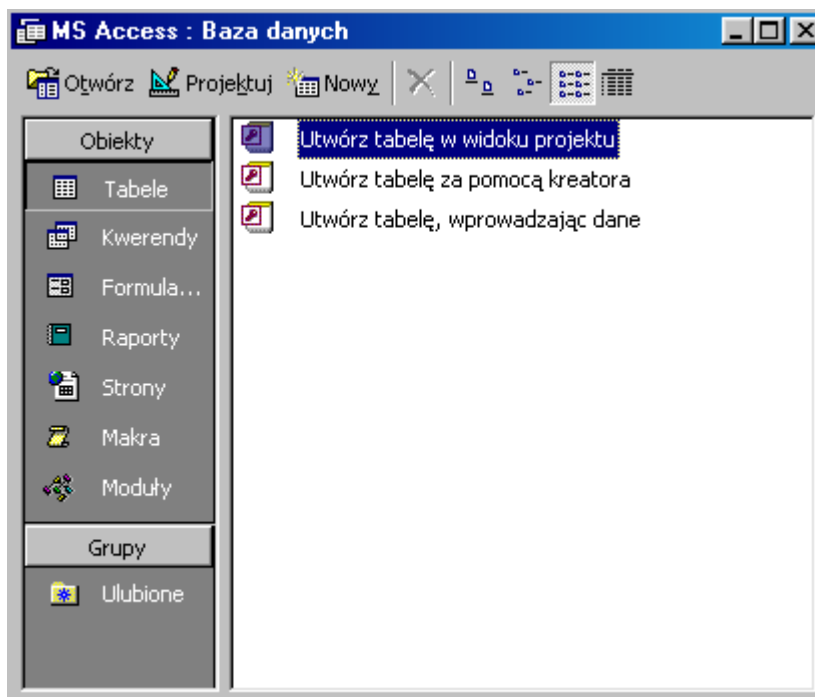 MS Access : Baza danych
Otwórz Projektuj Nowy
Obiekty
Tabele
Kwerendy
Formula...
Raporty
Strony
Makra
Moduły
Grupy
Ulubione
Utwórz tabelę w widoku projektu
Utwórz tabelę za pomocą kreatora
Utwórz tabelę, wprowadzając dane